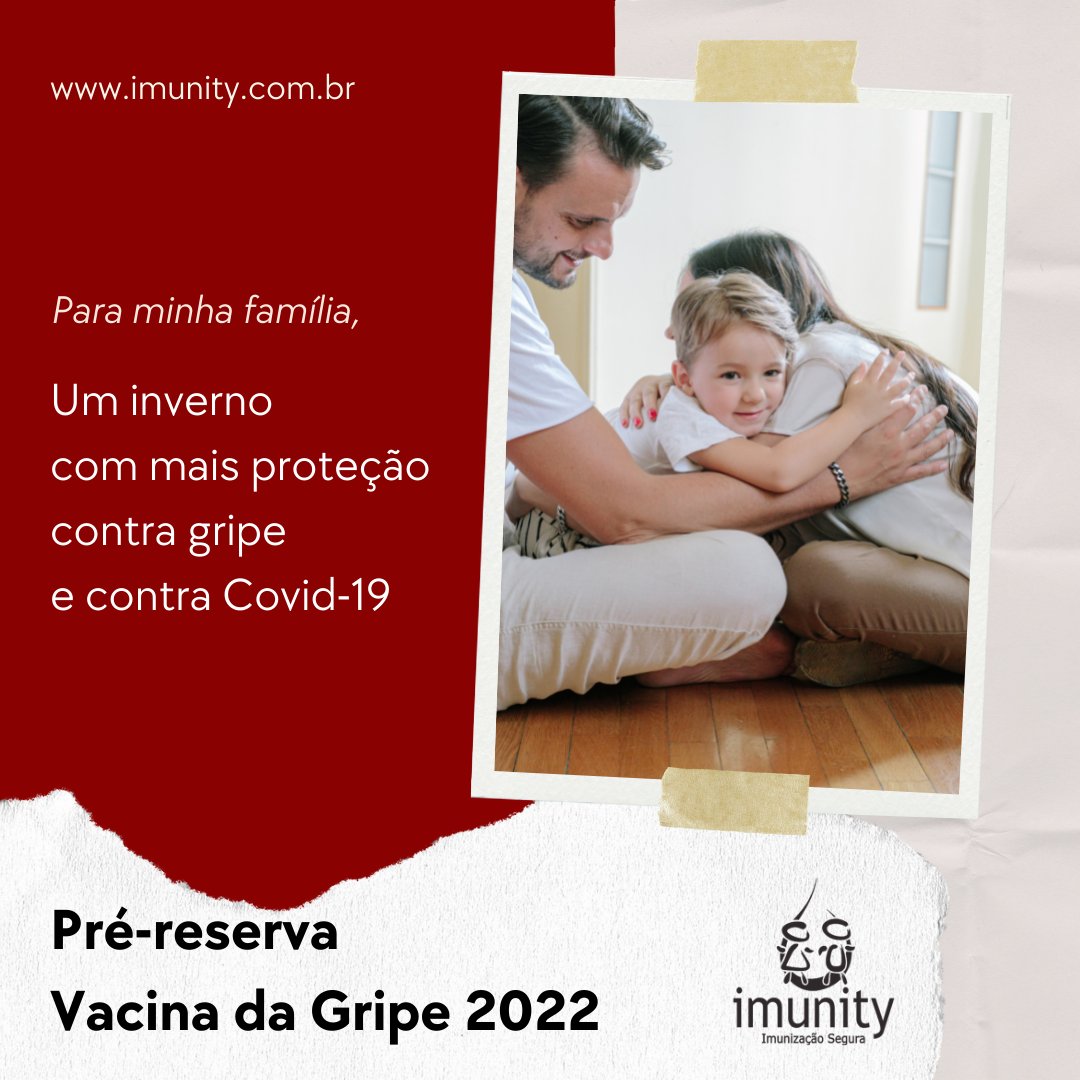 www.imunity.com.br
Para minha família,
Um inverno
com mais proteção
contra gripe
e contra Covid-19
Pré-reserva
Vacina da Gripe 2022
imunity
Imunização Segura